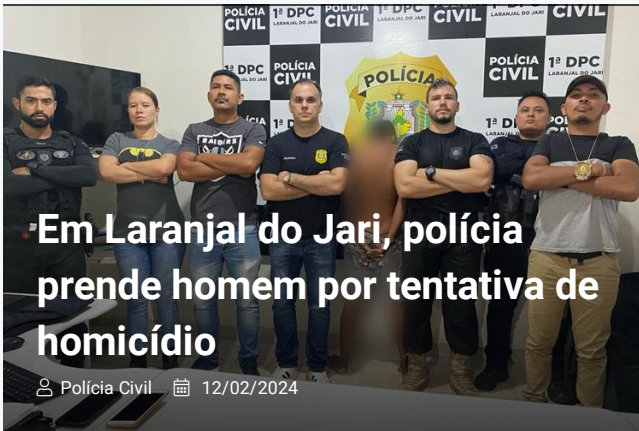 POLÍCIA CIVIL
1ª DPC
LARANJAL DO JARI
POLÍCIA
CIVIL
1ª DPC
LARANJAL DO JARI
1ª DPC
LARANJAL DO JARI
POLÍCIA
CIVIL
POLÍCIA
POLÍCIA
CIVIL
1ª DPC
LARANJAL DO JARI
RAIDERS
Em Laranjal do Jari, polícia
prende homem por tentativa de
homicídio
Polícia Civil 12/02/2024